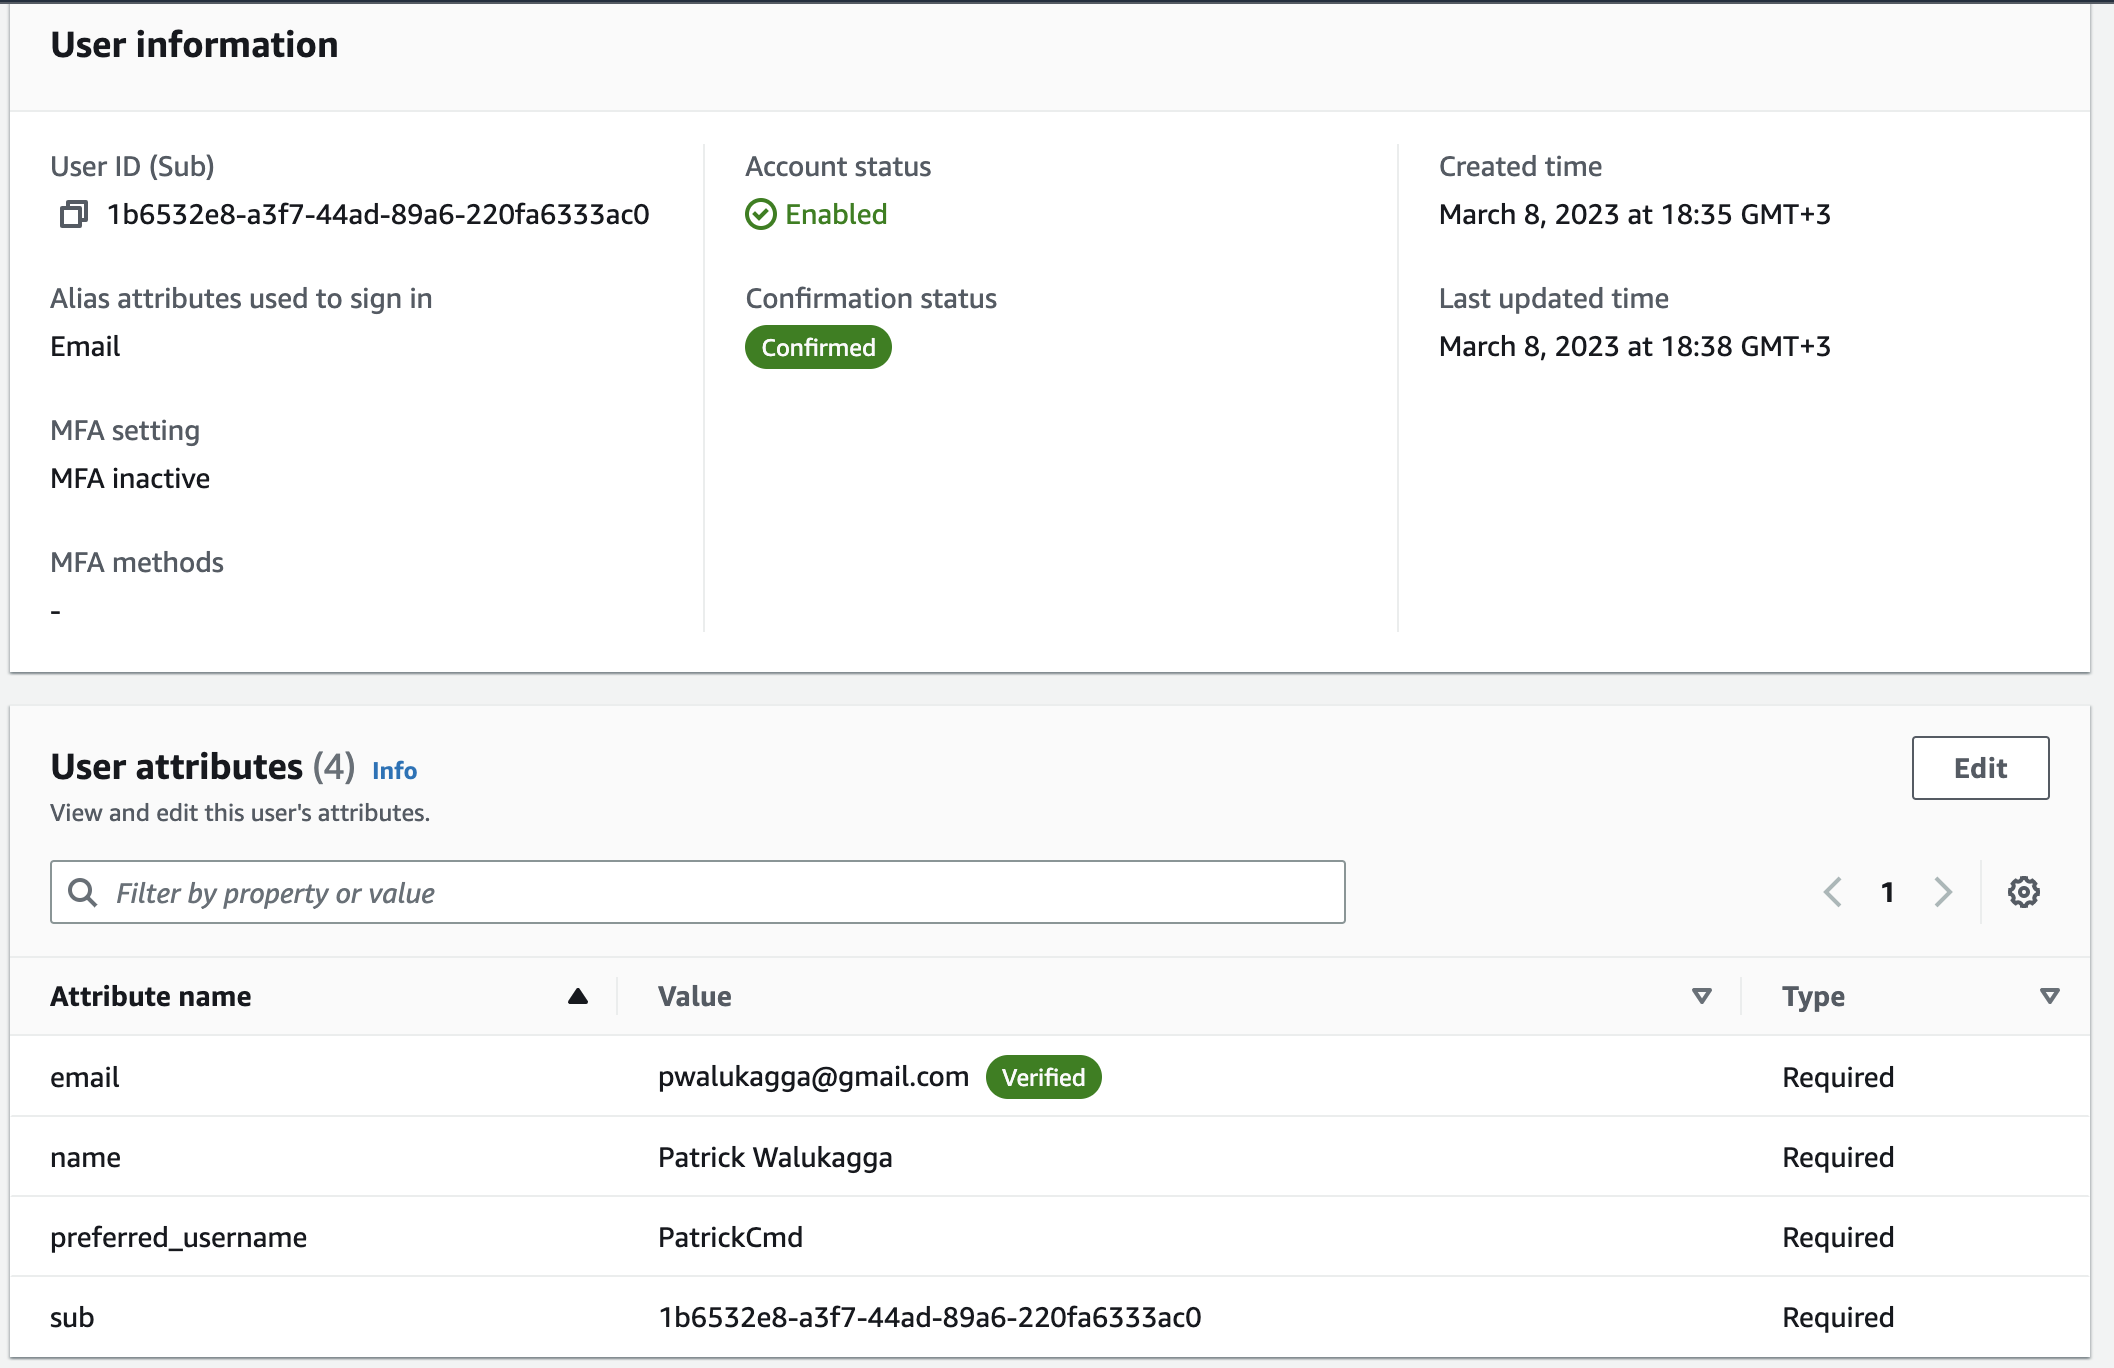 User information
User ID (Sub)
1b6532e8-a3f7-44ad-89a6-220fa6333ac0
Alias attributes used to sign in
Email
MFA setting
MFA inactive
MFA methods
-
Account status
Enabled
Confirmation status
Confirmed
Created time
March 8, 2023 at 18:35 GMT+3
Last updated time
March 8, 2023 at 18:38 GMT+3
User attributes (4) Info
Edit
View and edit this user's attributes.
Filter by property or value
1
Attribute name Value Type
email pwalukagga@gmail.com Verified Required
name Patrick Walukagga Required
preferred_username PatrickCmd Required
sub 1b6532e8-a3f7-44ad-89a6-220fa6333ac0 Required